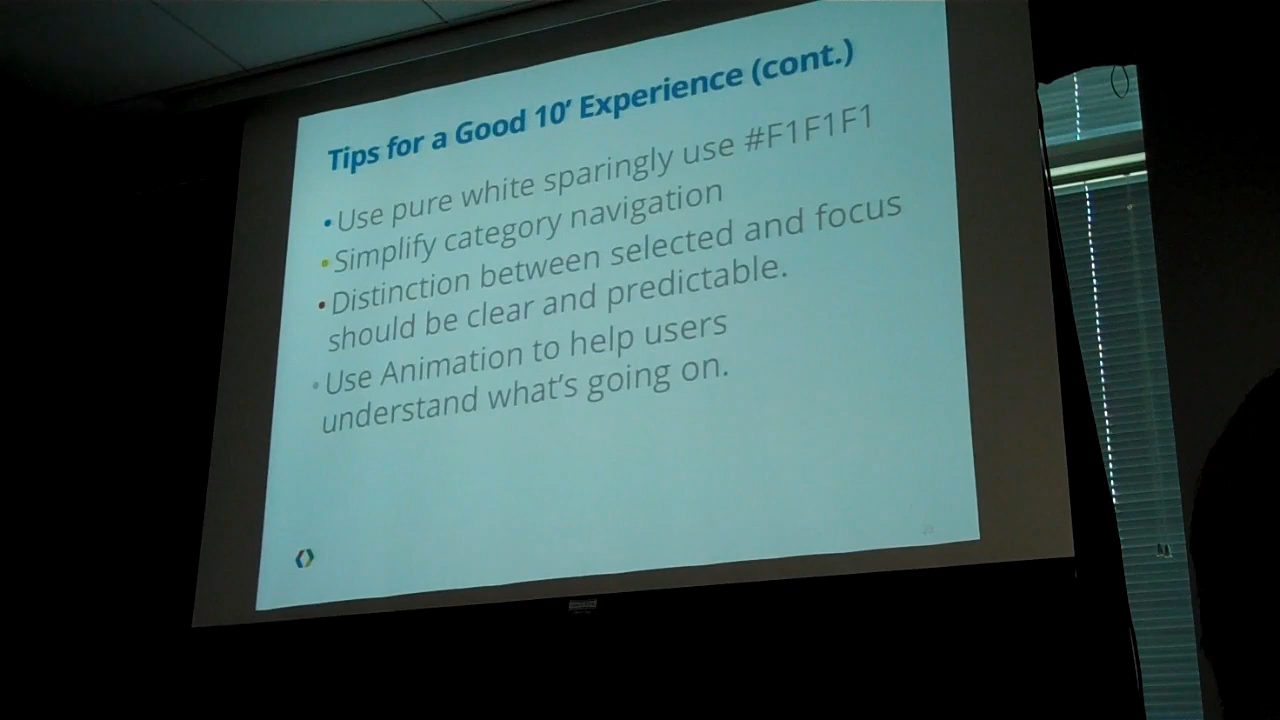 Tips for a Good 10’ Experience (cont.)
•Use pure white sparingly use #F1F1F1
•Simplify category navigation
•Distinction between selected and focus
should be clear and predictable.
•Use Animation to help users
understand what’s going on.